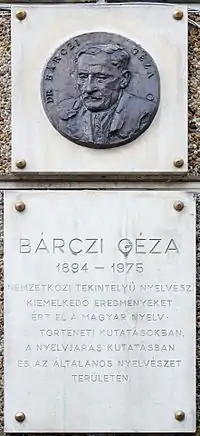 DR BÁRCZI GÉZA
BÁRCZI GÉZA
1894 – 1975
NEMZETKÖZI TEKINTÉLYŰ NYELVÉSZ,
KIEMELKEDŐ EREDMÉNYEKET
ÉRT EL A MAGYAR NYELV-
TÖRTÉNETI KUTATÁSOKBAN,
A NYELVJÁRÁS KUTATÁSBAN
ÉS AZ ÁLTALÁNOS NYELVÉSZET
TERÜLETÉN